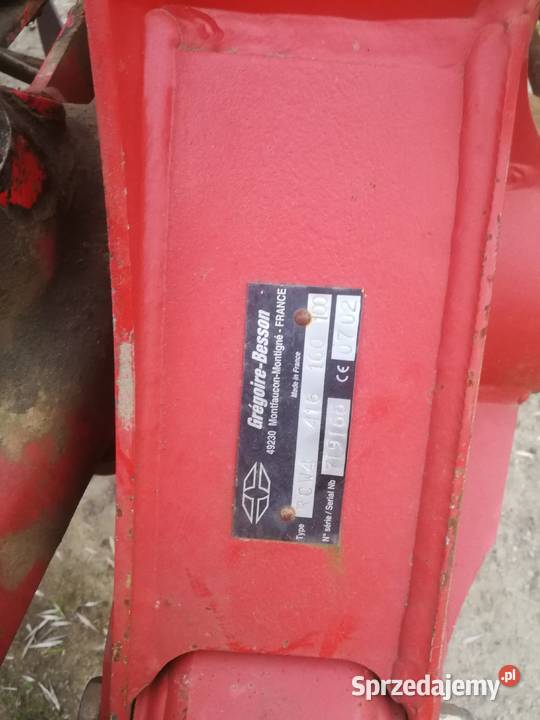 Grégoire-Besson
49230 Montfaucon-Montigné - FRANCE
Made in France
Type RCW4 416 160 100
N° série / Serial Nb CE 0702
Sprzedajemy.pl